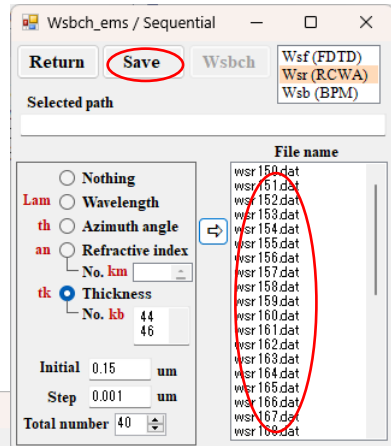 Wsbch_ems / Sequential
Return Save Wsbch
Wsf (FDTD)
Wsr (RCWA)
Wsb (BPM)
Selected path
File name
Nothing
Lam Wavelength
th Azimuth angle
an Refractive index
No. km
tk Thickness
No. kb 44
46
Initial 0.15 um
Step 0.001 um
Total number 40
wsr150.dat
wsr151.dat
wsr152.dat
wsr153.dat
wsr154.dat
wsr155.dat
wsr156.dat
wsr157.dat
wsr158.dat
wsr159.dat
wsr160.dat
wsr161.dat
wsr162.dat
wsr163.dat
wsr164.dat
wsr165.dat
wsr166.dat
wsr167.dat
wsr168.dat